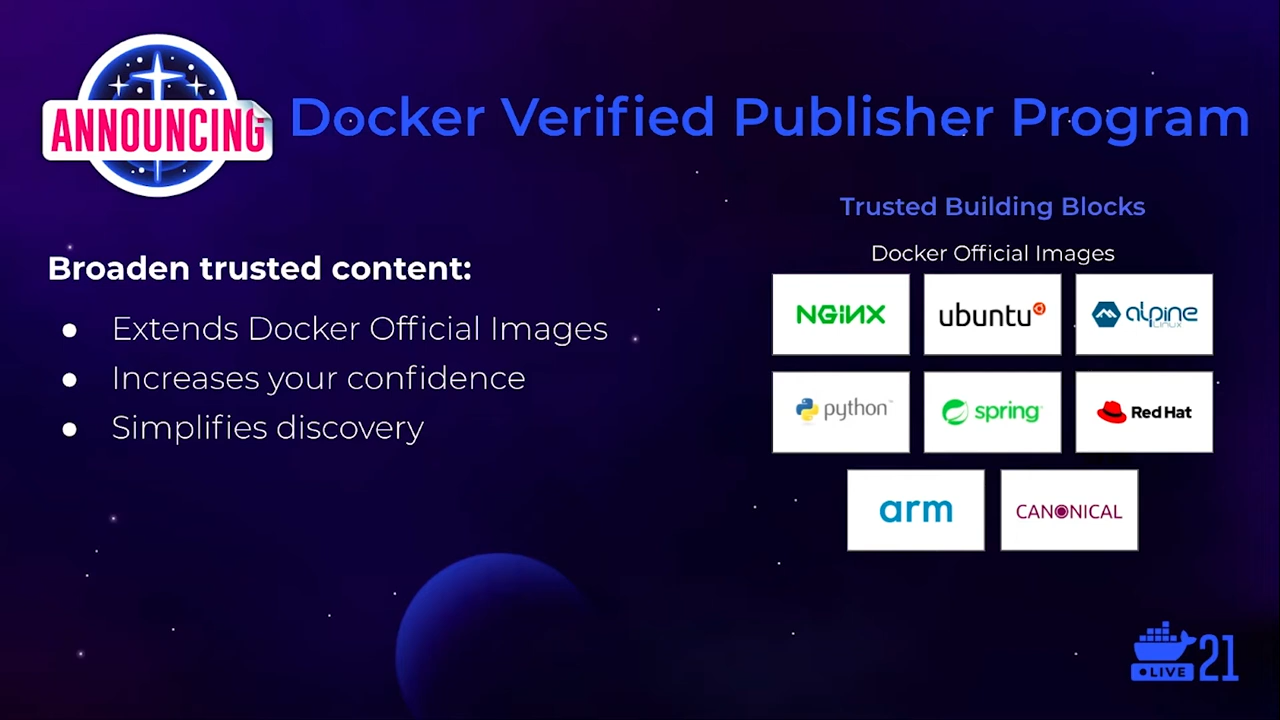 ANNOUNCING
Docker Verified Publisher Program
Broaden trusted content:
● Extends Docker Official Images
● Increases your confidence
● Simplifies discovery
Trusted Building Blocks
Docker Official Images
NGINX
ubuntu
alpine
LINUX
python™
spring
Red Hat
arm
CANONICAL
LIVE 21